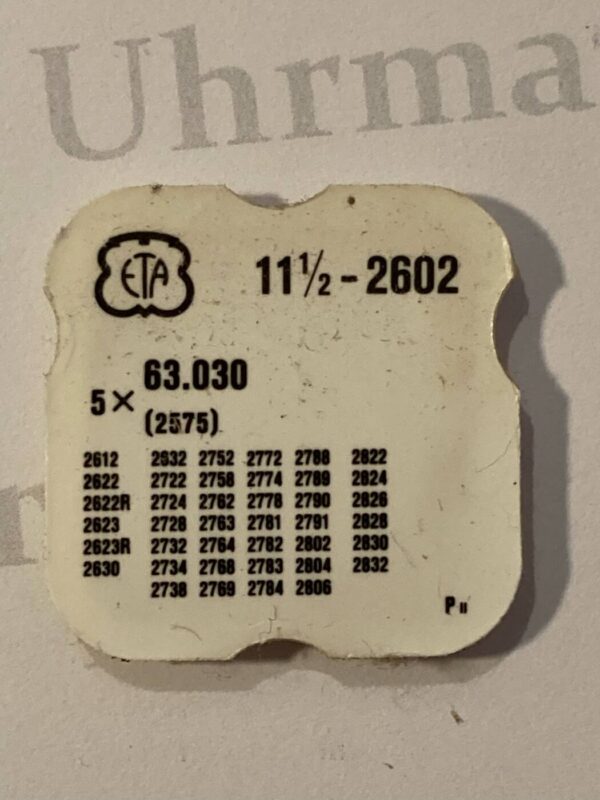 Uhrma
ETA
11½-2602
63.030
5×
(2575)
2612 2632 2752 2772 2788 2822
2622 2722 2758 2774 2789 2824
2622R 2724 2762 2778 2790 2826
2623 2728 2763 2781 2791 2828
2623R 2732 2764 2782 2802 2830
2630 2734 2768 2783 2804 2832
2738 2769 2784 2806
P II